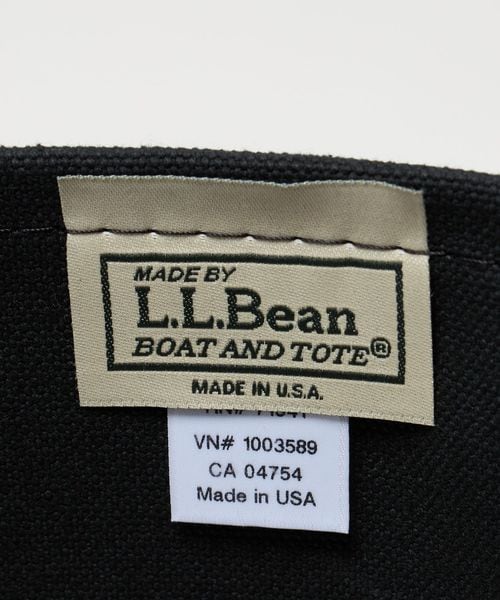 MADE BY
L.L.Bean
BOAT AND TOTE®
MADE IN U.S.A.
VN# 1003589
CA 04754
Made in USA